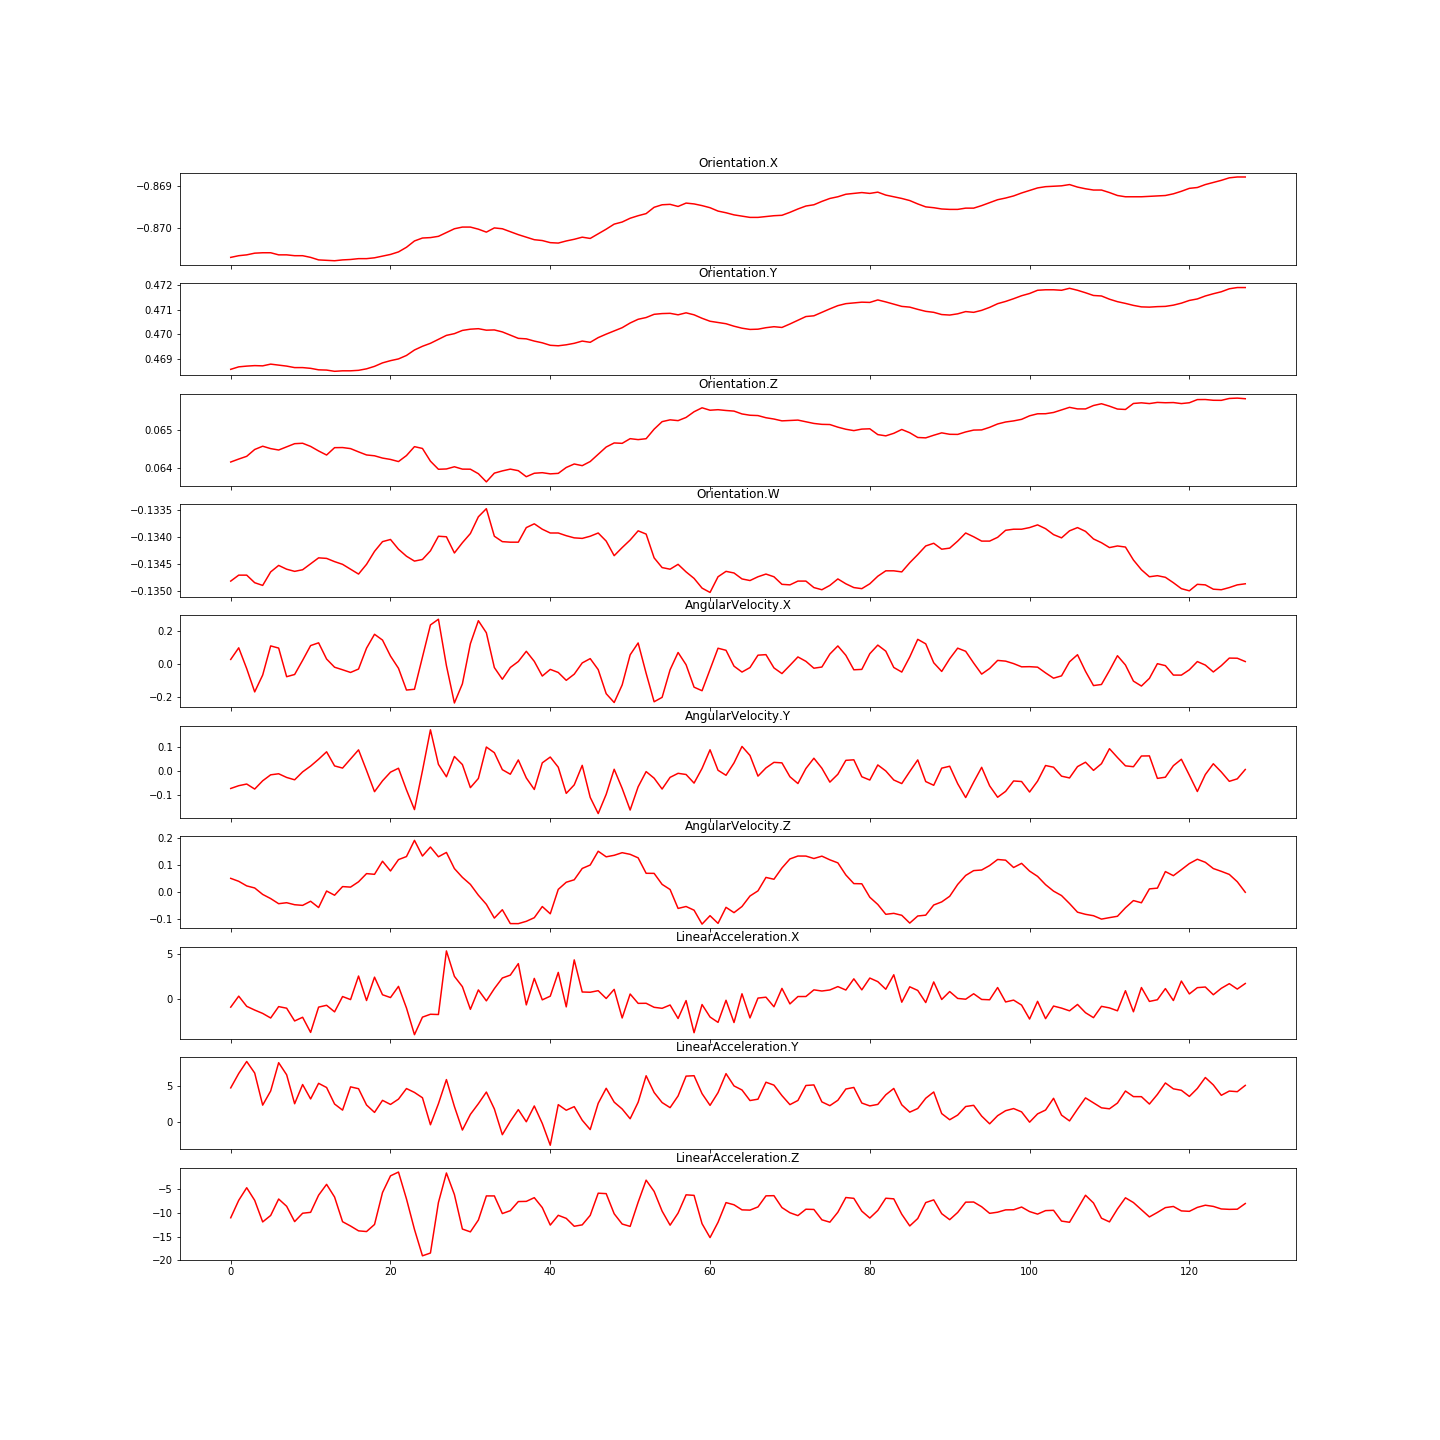 Orientation.X
−0.869
−0.870
Orientation.Y
0.472
0.471
0.470
0.469
Orientation.Z
0.065
0.064
Orientation.W
−0.1335
−0.1340
−0.1345
−0.1350
AngularVelocity.X
0.2
0.0
−0.2
AngularVelocity.Y
0.1
0.0
−0.1
AngularVelocity.Z
0.2
0.1
0.0
−0.1
LinearAcceleration.X
5
0
LinearAcceleration.Y
5
0
LinearAcceleration.Z
−5
−10
−15
−20
0 20 40 60 80 100 120